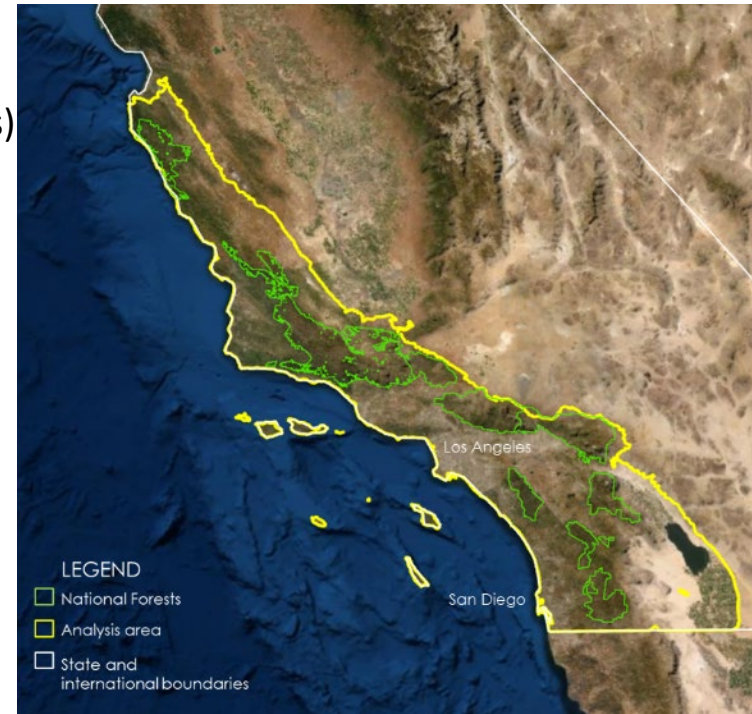 s)
Los Angeles
San Diego
LEGEND
National Forests
Analysis area
State and
international boundaries